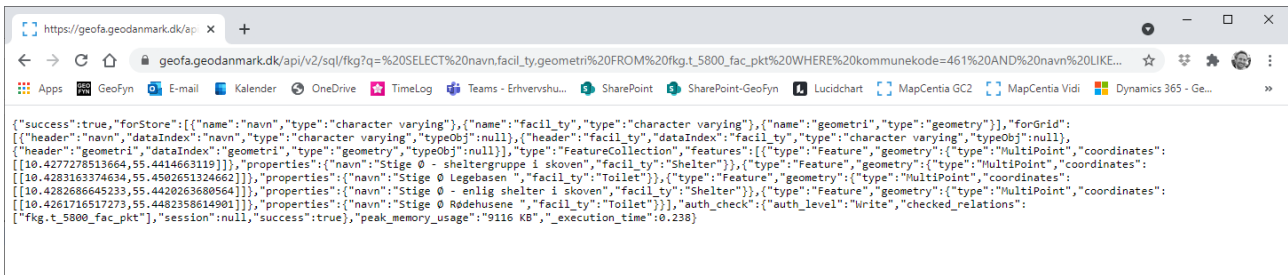 https://geofa.geodanmark.dk/ap
geofa.geodanmark.dk/api/v2/sql/fkg?q=%20SELECT%20navn,facil_ty,geometri%20FROM%20fkg.t_5800_fac_pkt%20WHERE%20kommunekode=461%20AND%20navn%20LIKE...
Apps GEO FYN GeoFyn E-mail Kalender OneDrive TimeLog Teams - Erhvervshu... SharePoint SharePoint-GeoFyn Lucidchart MapCentia GC2 MapCentia Vidi Dynamics 365 - Ge... »
{"success":true,"forStore":[{"name":"navn","type":"character varying"},{"name":"facil_ty","type":"character varying"},{"name":"geometri","type":"geometry"}],"forGrid":
[{"header":"navn","dataIndex":"navn","type":"character varying","typeObj":null},{"header":"facil_ty","dataIndex":"facil_ty","type":"character varying","typeObj":null},
{"header":"geometri","dataIndex":"geometri","type":"geometry","typeObj":null}],"type":"FeatureCollection","features":[{"type":"Feature","geometry":{"type":"MultiPoint","coordinates":
[[10.4277278513664,55.4414663119]]},"properties":{"navn":"Stige Ø - sheltergruppe i skoven","facil_ty":"Shelter"}},{"type":"Feature","geometry":{"type":"MultiPoint","coordinates":
[[10.4283163374634,55.4502651324662]]},"properties":{"navn":"Stige Ø Legebasen ","facil_ty":"Toilet"}},{"type":"Feature","geometry":{"type":"MultiPoint","coordinates":
[[10.4282686645233,55.4420263680564]]},"properties":{"navn":"Stige Ø - enlig shelter i skoven","facil_ty":"Shelter"}},{"type":"Feature","geometry":{"type":"MultiPoint","coordinates":
[[10.4261716517273,55.4482358614901]]},"properties":{"navn":"Stige Ø Rødehusene ","facil_ty":"Toilet"}}],"auth_check":{"auth_level":"Write","checked_relations":
["fkg.t_5800_fac_pkt"],"session":null,"success":true},"peak_memory_usage":"9116 KB","_execution_time":0.238}